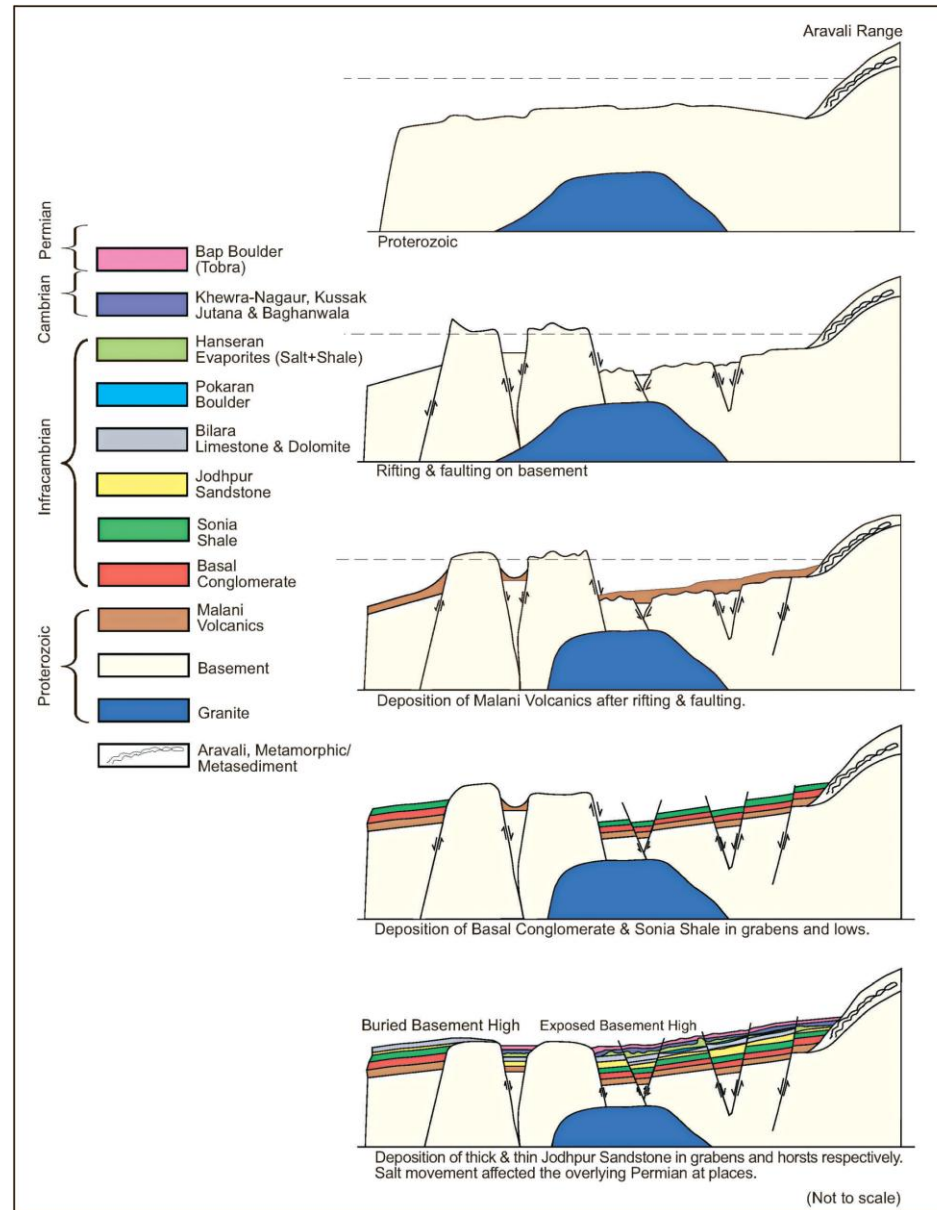 Aravali Range
Proterozoic
Permian
Bap Boulder
(Tobra)
Cambrian
Khewra-Nagaur, Kussak
Jutana & Baghanwala
Infracambrian
Hanseran
Evaporites (Salt+Shale)
Pokaran
Boulder
Bilara
Limestone & Dolomite
Jodhpur
Sandstone
Sonia
Shale
Basal
Conglomerate
Proterozoic
Malani
Volcanics
Basement
Granite
Aravali, Metamorphic/
Metasediment
Rifting & faulting on basement
Deposition of Malani Volcanics after rifting & faulting.
Deposition of Basal Conglomerate & Sonia Shale in grabens and lows.
Buried Basement High
Exposed Basement High
Deposition of thick & thin Jodhpur Sandstone in grabens and horsts respectively.
Salt movement affected the overlying Permian at places.
(Not to scale)